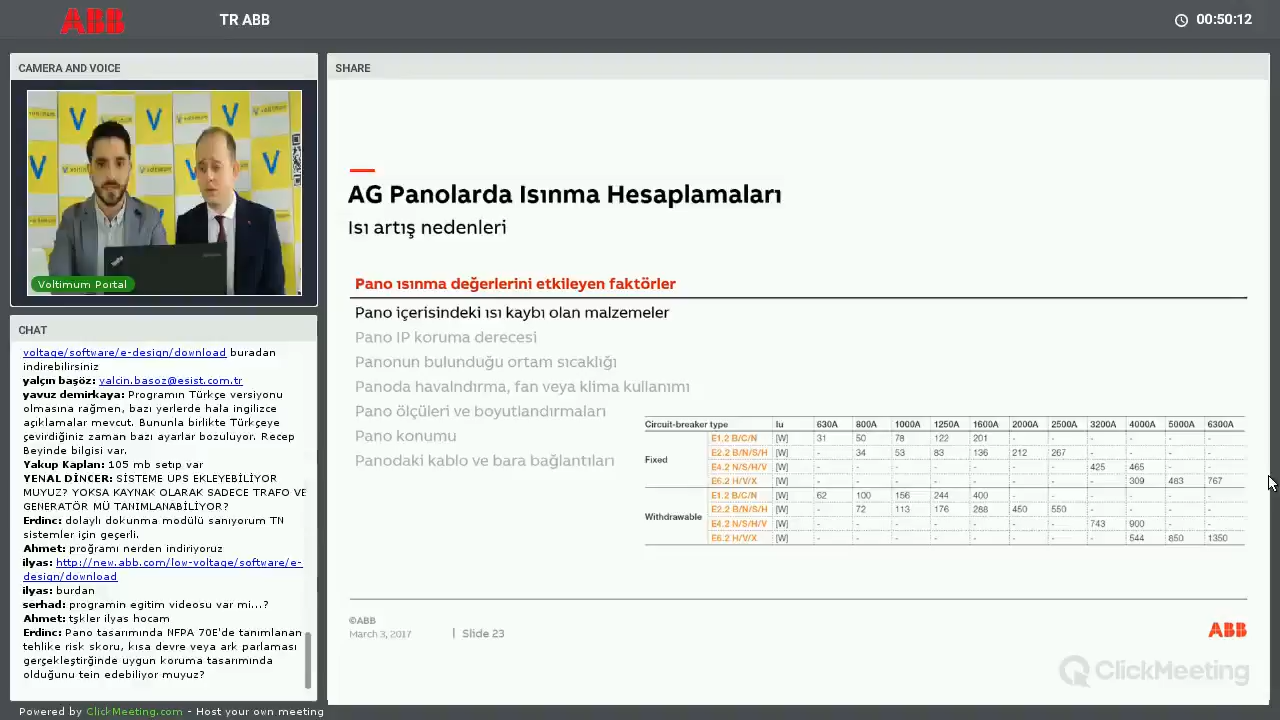 ABB
TR ABB
00:50:12
CAMERA AND VOICE
V
V
V
V
V
Voltimum Portal
CHAT
voltage/software/e-design/download buradan
indirebilirsiniz
yalçın başöz: yalcin.basoz@esist.com.tr
yavuz demirkaya: Programın Türkçe versiyonu
olmasına rağmen, bazı yerlerde hala ingilizce
açıklamalar mevcut. Bununla birlikte Türkçeye
çevirdiğiniz zaman bazı ayarlar bozuluyor. Recep
Beyinde bilgisi var.
Yakup Kaplan: 105 mb setıp var
YENAL DİNCER: SİSTEME UPS EKLEYEBİLİYOR
MUYUZ? YOKSA KAYNAK OLARAK SADECE TRAFO VE
GENERATÖR MÜ TANIMLANABİLİYOR?
Erdinc: dolaylı dokunma modülü sanıyorum TN
sistemler için geçerli.
Ahmet: proğramı nerden indiriyoruz
ilyas: http://new.abb.com/low-voltage/software/e-
design/download
ilyas: burdan
serhad: programin egitim videosu var mi...?
Ahmet: tşkler ilyas hocam
Erdinc: Pano tasarımında NFPA 70E'de tanımlanan
tehlike risk skoru, kısa devre veya ark parlaması
gerçekleştirğinde uygun koruma tasarımında
olduğunu tein edebiliyor muyuz?
Powered by ClickMeeting.com - Host your own meeting
SHARE
AG Panolarda Isınma Hesaplamaları
Isı artış nedenleri
Pano ısınma değerlerini etkileyen faktörler
Pano içerisindeki ısı kaybı olan malzemeler
Pano IP koruma derecesi
Panonun bulunduğu ortam sıcaklığı
Panoda havalndırma, fan veya klima kullanımı
Pano ölçüleri ve boyutlandırmaları
Pano konumu
Panodaki kablo ve bara bağlantıları
Circuit-breaker type Iu 630A 800A 1000A 1250A 1600A 2000A 2500A 3200A 4000A 5000A 6300A
Fixed
E1.2 B/C/N [W] 31 50 78 122 201 - - - - - -
E2.2 B/N/S/H [W] - 34 53 83 136 212 267 - - - -
E4.2 N/S/H/V [W] - - - - - - - 425 465 - -
E6.2 H/V/X [W] - - - - - - - - 309 483 767
Withdrawable
E1.2 B/C/N [W] 62 100 156 244 400 - - - - - -
E2.2 B/N/S/H [W] - 72 113 176 288 450 550 - - - -
E4.2 N/S/H/V [W] - - - - - - - 743 900 - -
E6.2 H/V/X [W] - - - - - - - - 544 850 1350
©ABB
March 3, 2017 | Slide 23
ABB
ClickMeeting